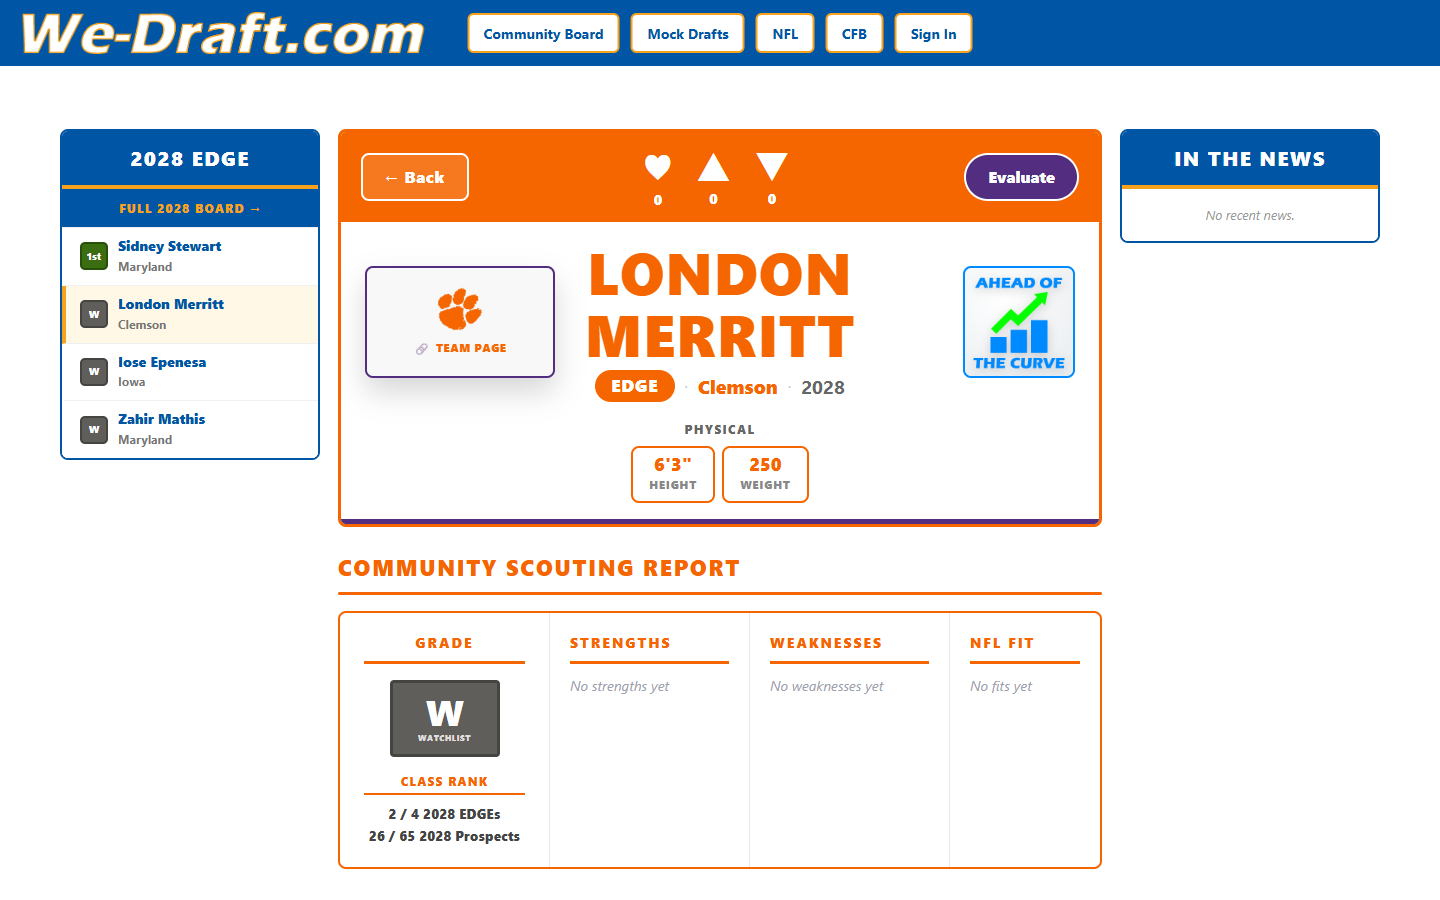 We-Draft.com
Community Board
Mock Drafts
NFL
CFB
Sign In
2028 EDGE
FULL 2028 BOARD →
1st
Sidney Stewart
Maryland
W
London Merritt
Clemson
W
Iose Epenesa
Iowa
W
Zahir Mathis
Maryland
← Back
0
0
0
Evaluate
TEAM PAGE
LONDON
MERRITT
EDGE · Clemson · 2028
AHEAD OF
THE CURVE
PHYSICAL
6'3"
HEIGHT
250
WEIGHT
IN THE NEWS
No recent news.
COMMUNITY SCOUTING REPORT
GRADE
W
WATCHLIST
CLASS RANK
2 / 4 2028 EDGEs
26 / 65 2028 Prospects
STRENGTHS
No strengths yet
WEAKNESSES
No weaknesses yet
NFL FIT
No fits yet